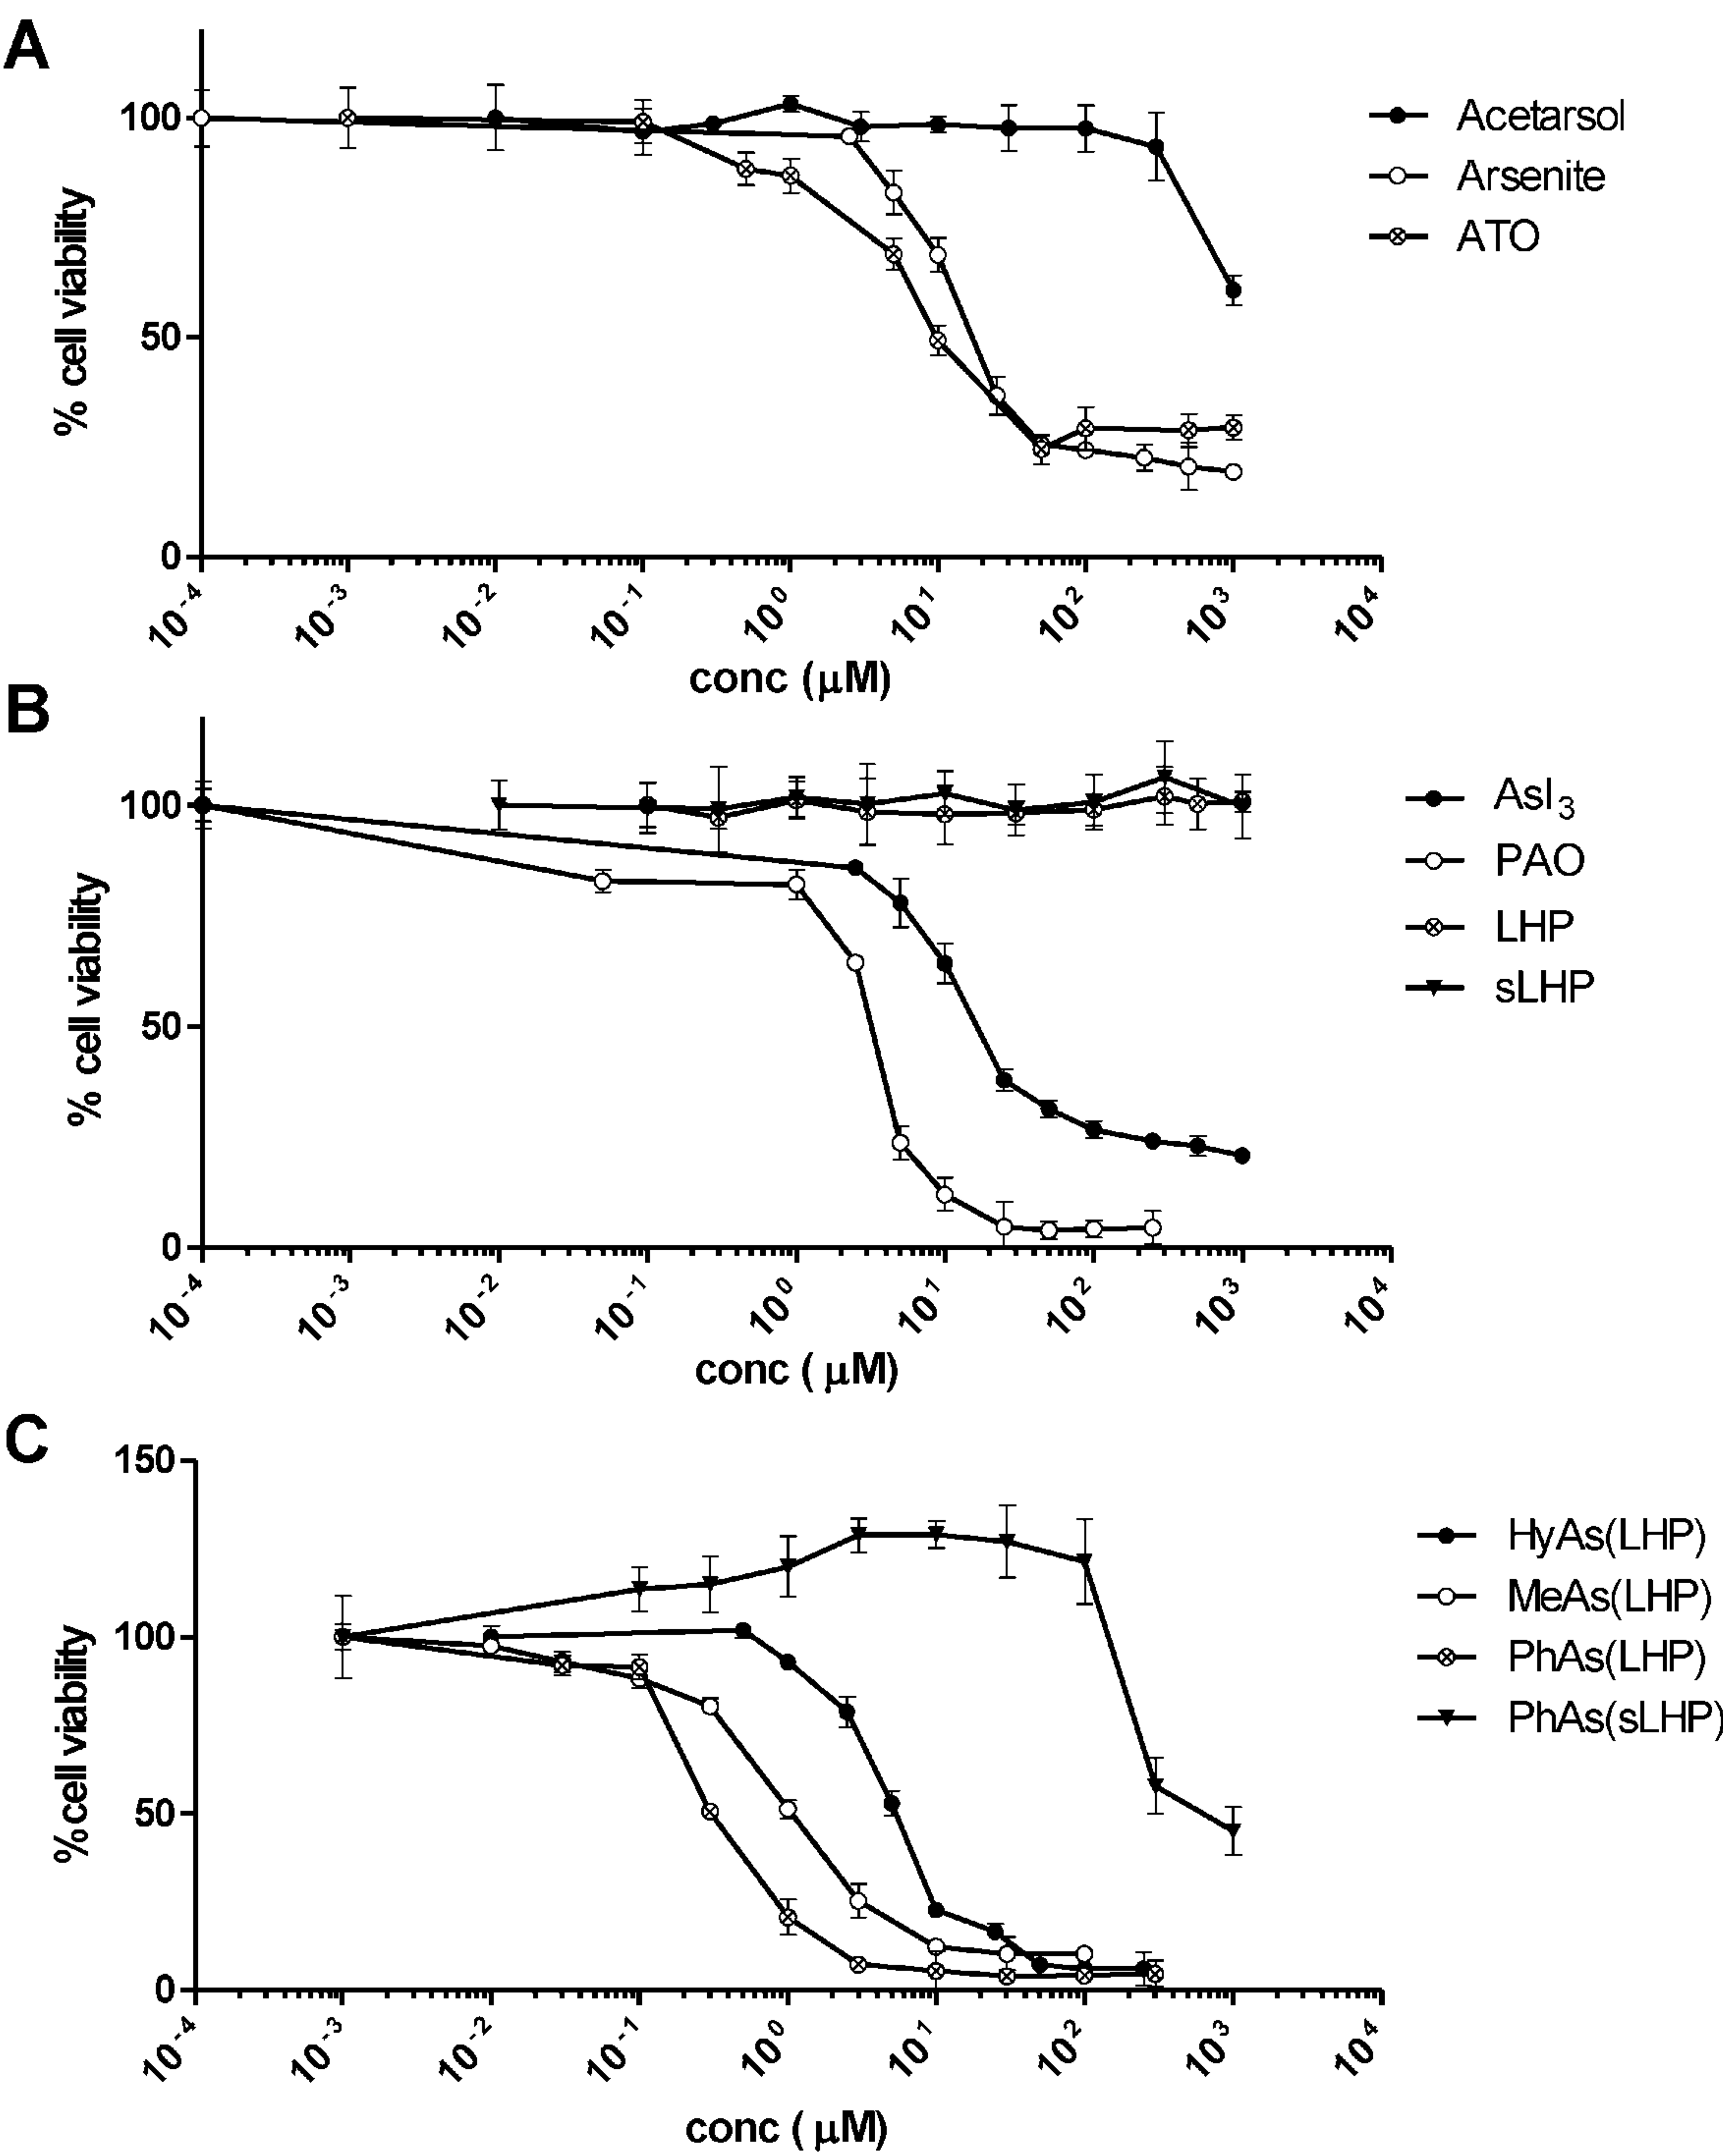 A
100
50
0
% cell viability
10⁻⁴ 10⁻³ 10⁻² 10⁻¹ 10⁰ 10¹ 10² 10³ 10⁴
conc (μM)
Acetarsol
Arsenite
ATO
B
100
50
0
% cell viability
10⁻⁴ 10⁻³ 10⁻² 10⁻¹ 10⁰ 10¹ 10² 10³ 10⁴
conc ( μM)
AsI₃
PAO
LHP
sLHP
C
150
100
50
0
%cell viability
10⁻⁴ 10⁻³ 10⁻² 10⁻¹ 10⁰ 10¹ 10² 10³ 10⁴
conc ( μM)
HyAs(LHP)
MeAs(LHP)
PhAs(LHP)
PhAs(sLHP)